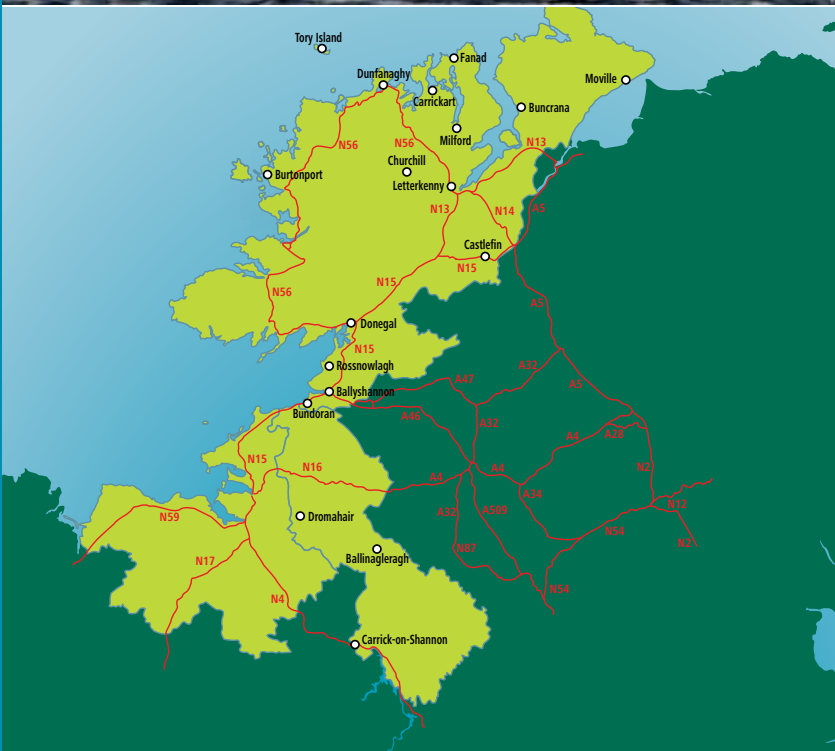 Tory Island
Fanad
Dunfanaghy
Moville
Carrickart
Buncrana
Milford
N56
N56
N13
Churchill
Burtonport
Letterkenny
N13
N14
A5
Castlefin
N15
N15
N56
A5
Donegal
N15
Rossnowlagh
A32
A47
A5
Ballyshannon
Bundoran
A46
A32
A4
A28
N15
N16
A4
A4
N2
A34
N12
Dromahair
A32
A509
N59
N54
N2
N87
Ballinagleragh
N17
N54
N4
Carrick-on-Shannon